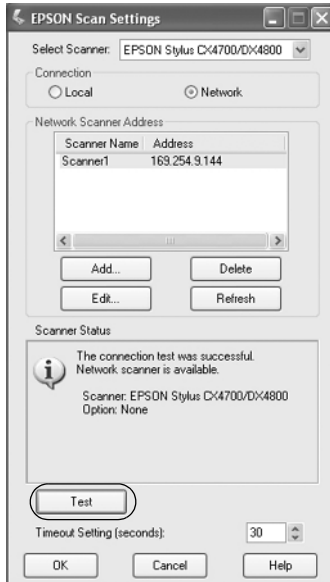 EPSON Scan Settings
Select Scanner: EPSON Stylus CX4700/DX4800
Connection
Local Network
Network Scanner Address
Scanner Name Address
Scanner1 169.254.9.144
Add... Delete
Edit... Refresh
Scanner Status
The connection test was successful.
Network scanner is available.
Scanner: EPSON Stylus CX4700/DX4800
Option: None
Test
Timeout Setting (seconds): 30
OK Cancel Help